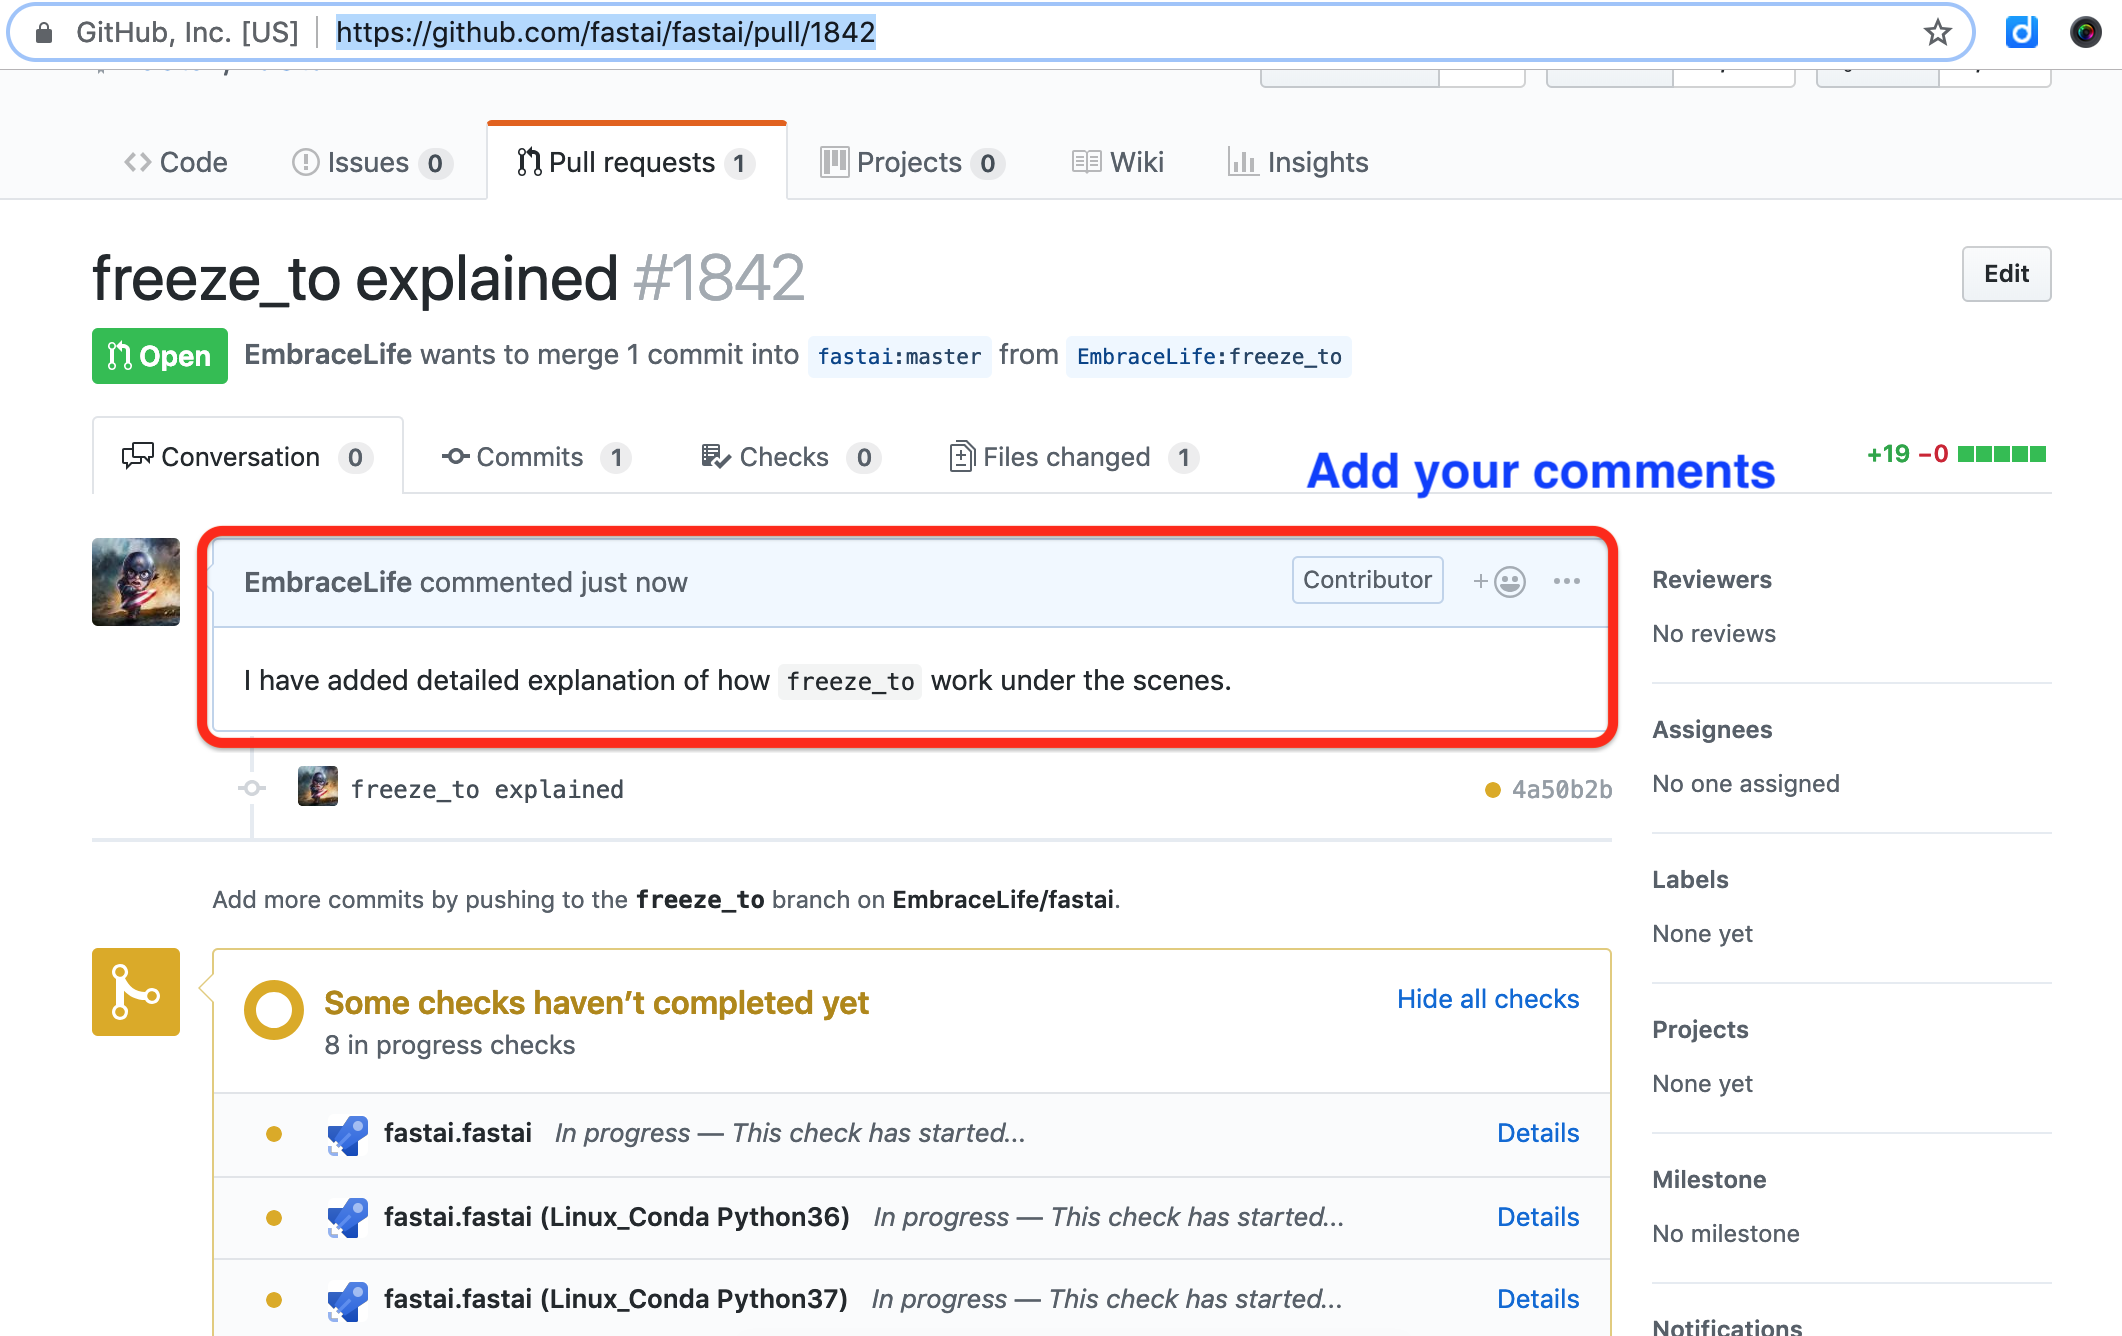 GitHub, Inc. [US] | https://github.com/fastai/fastai/pull/1842
Code Issues 0 Pull requests 1 Projects 0 Wiki Insights
freeze_to explained #1842 Edit
Open EmbraceLife wants to merge 1 commit into fastai:master from EmbraceLife:freeze_to
Conversation 0 Commits 1 Checks 0 Files changed 1 Add your comments +19 −0
EmbraceLife commented just now Contributor + ...
I have added detailed explanation of how freeze_to work under the scenes.
freeze_to explained 4a50b2b
Add more commits by pushing to the freeze_to branch on EmbraceLife/fastai.
Some checks haven’t completed yet Hide all checks
8 in progress checks
fastai.fastai In progress — This check has started... Details
fastai.fastai (Linux_Conda Python36) In progress — This check has started... Details
fastai.fastai (Linux_Conda Python37) In progress — This check has started... Details
Reviewers
No reviews
Assignees
No one assigned
Labels
None yet
Projects
None yet
Milestone
No milestone
Notifications